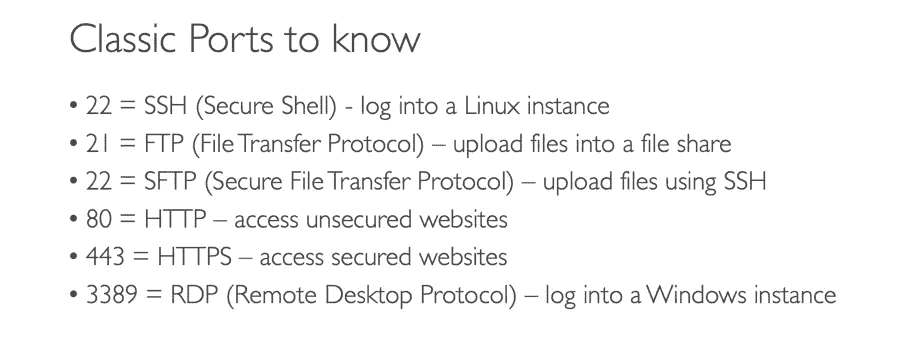 Classic Ports to know
• 22 = SSH (Secure Shell) - log into a Linux instance
• 21 = FTP (File Transfer Protocol) – upload files into a file share
• 22 = SFTP (Secure File Transfer Protocol) – upload files using SSH
• 80 = HTTP – access unsecured websites
• 443 = HTTPS – access secured websites
• 3389 = RDP (Remote Desktop Protocol) – log into a Windows instance